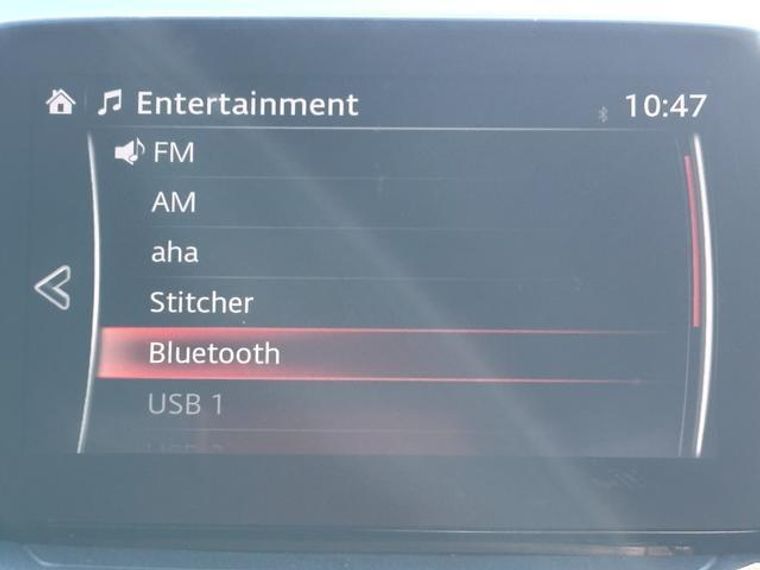 Entertainment 10:47
FM
AM
aha
Stitcher
Bluetooth
USB 1